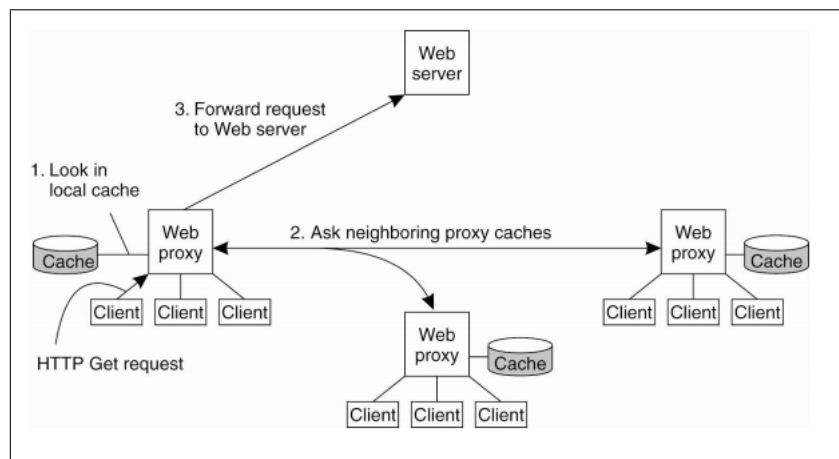 Web
server
3. Forward request
to Web server
1. Look in
local cache
Web
proxy
2. Ask neighboring proxy caches
Web
proxy
Cache
Cache
Client
Client
Client
Client
Client
Client
HTTP Get request
Web
proxy
Cache
Client
Client
Client